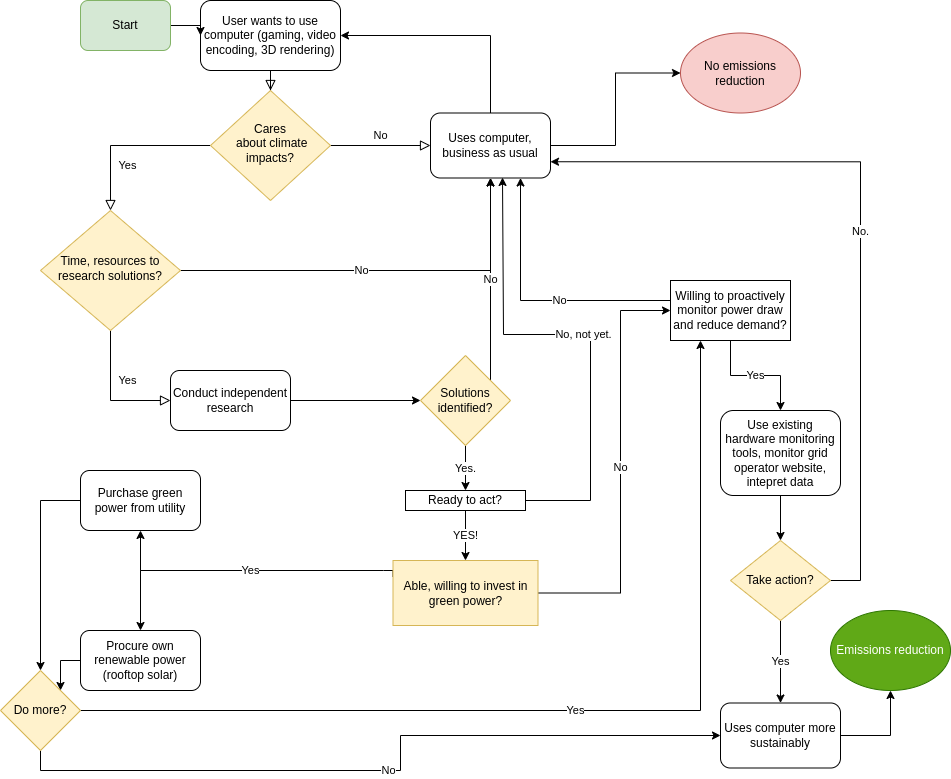 Start
User wants to use
computer (gaming, video
encoding, 3D rendering)
No emissions
reduction
Cares
about climate
impacts?
No
Uses computer,
business as usual
Yes
No.
Time, resources to
research solutions?
No
No
Willing to proactively
monitor power draw
and reduce demand?
No
No, not yet.
Yes
Yes
Conduct independent
research
Solutions
identified?
Use existing
hardware monitoring
tools, monitor grid
operator website,
intepret data
Yes.
No
Purchase green
power from utility
Ready to act?
YES!
Yes
Able, willing to invest in
green power?
Take action?
Procure own
renewable power
(rooftop solar)
Emissions reduction
Yes
Do more?
Yes
Uses computer more
sustainably
No